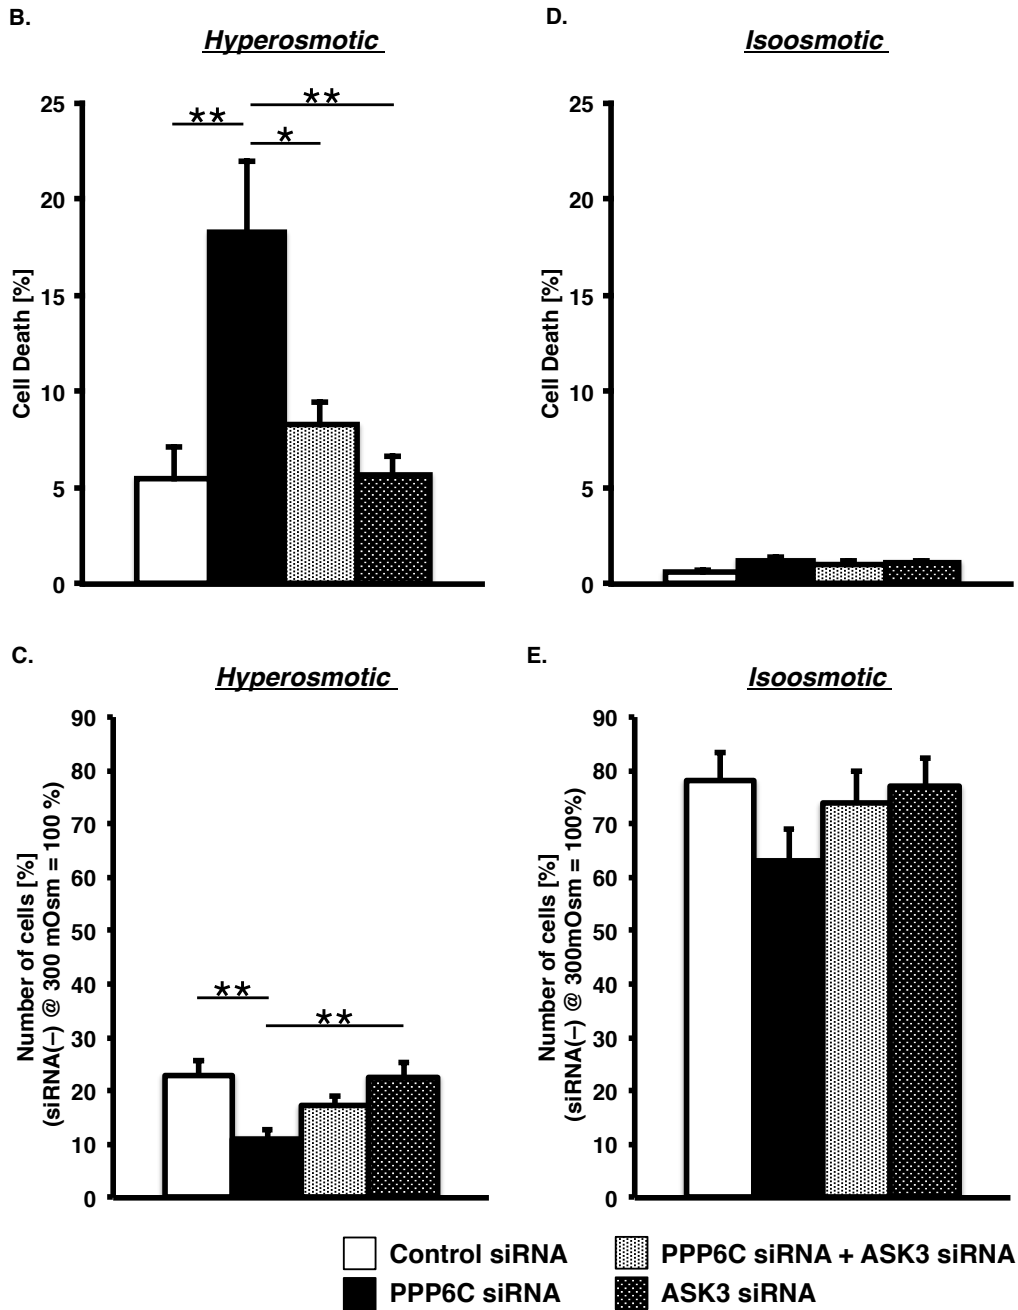 B.
Hyperosmotic
Cell Death [%]
25
20
15
10
5
0
**
**
*
D.
Isoosmotic
Cell Death [%]
25
20
15
10
5
0
C.
Hyperosmotic
Number of cells [%]
(siRNA(−) @ 300 mOsm = 100 %)
90
80
70
60
50
40
30
20
10
0
**
**
E.
Isoosmotic
Number of cells [%]
(siRNA(−) @ 300mOsm = 100%)
90
80
70
60
50
40
30
20
10
0
Control siRNA
PPP6C siRNA
PPP6C siRNA + ASK3 siRNA
ASK3 siRNA